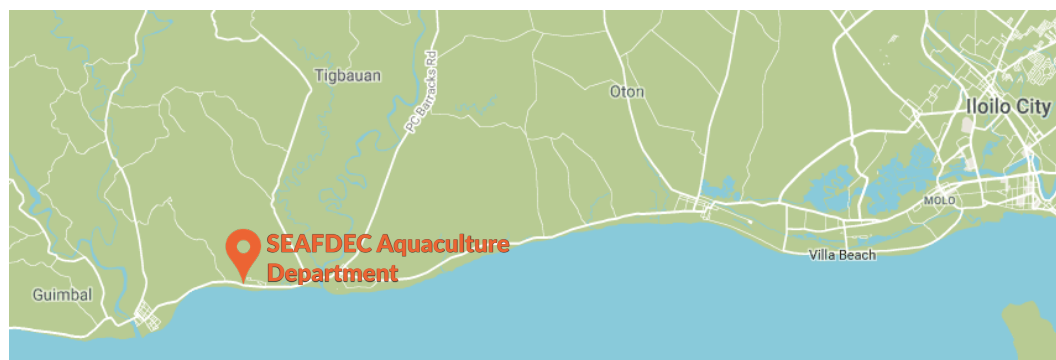 Tigbauan
PC Barracks Rd
Oton
Iloilo City
MOLO
SEAFDEC Aquaculture
Department
Villa Beach
Guimbal